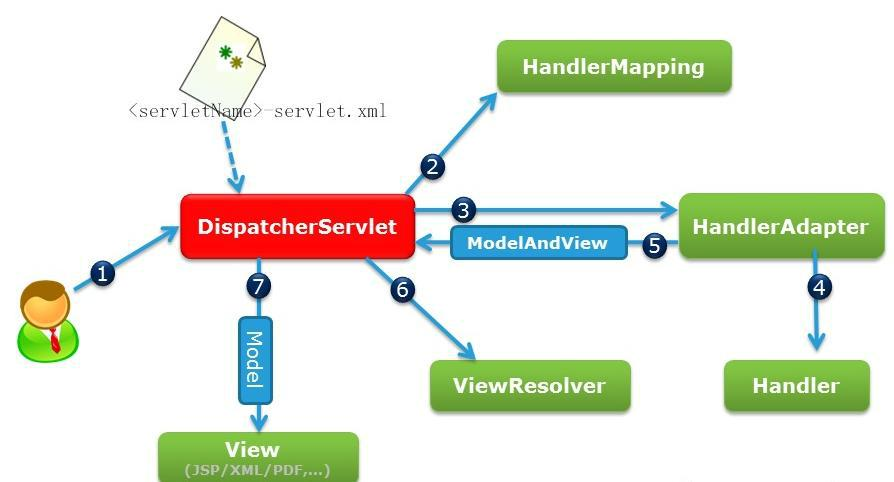 <servletName>-servlet.xml
HandlerMapping
2
3
DispatcherServlet
HandlerAdapter
ModelAndView
5
1
7
6
4
Model
ViewResolver
Handler
View
(JSP/XML/PDF,...)